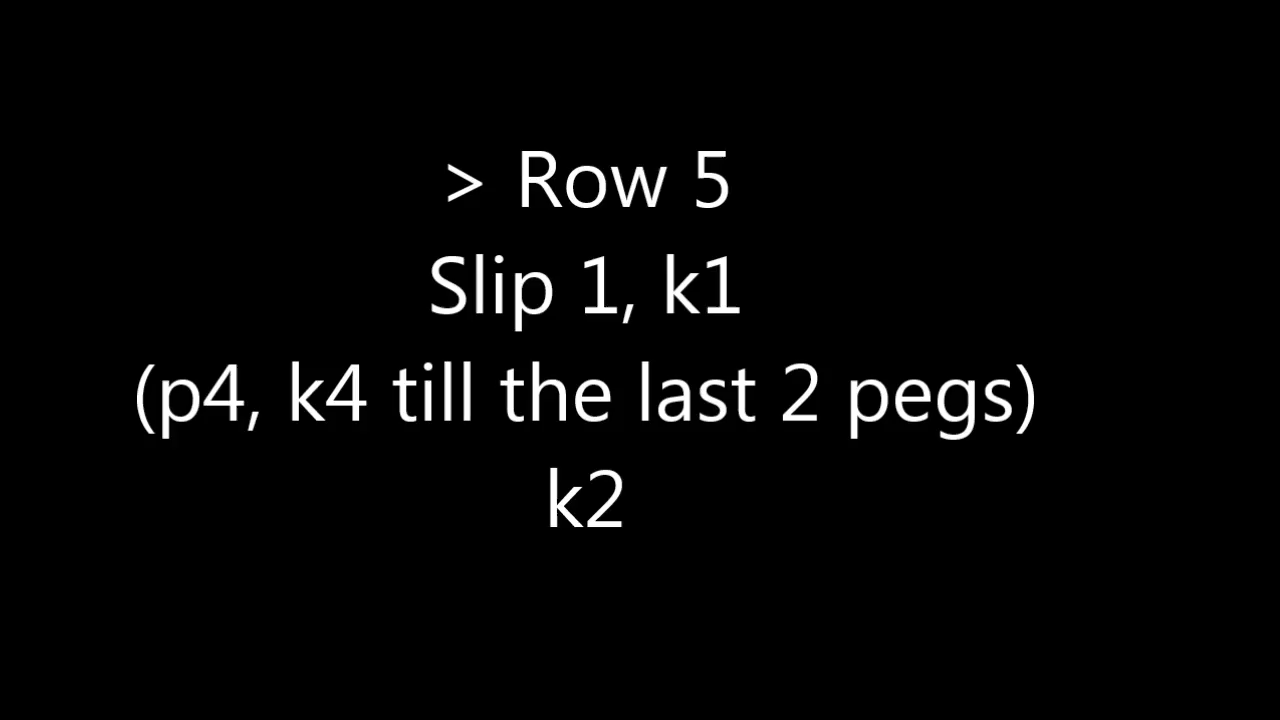 > Row 5
Slip 1, k1
(p4, k4 till the last 2 pegs)
k2